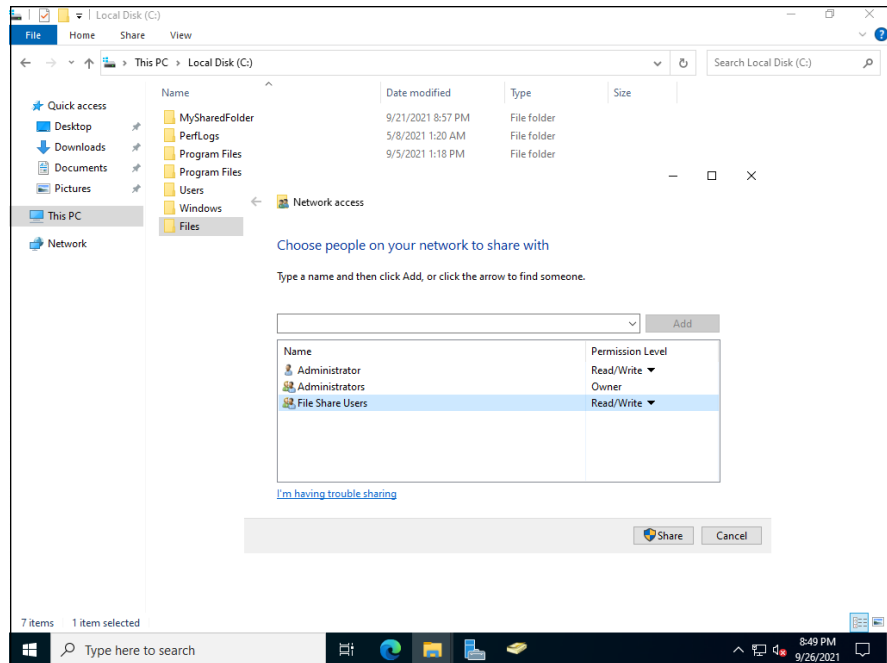 Local Disk (C:)
File Home Share View
This PC > Local Disk (C:)
Search Local Disk (C:)
Quick access
Desktop
Downloads
Documents
Pictures
This PC
Network
Name Date modified Type Size
MySharedFolder 9/21/2021 8:57 PM File folder
PerfLogs 5/8/2021 1:20 AM File folder
Program Files 9/5/2021 1:18 PM File folder
Program Files
Users
Windows
Files
Network access
Choose people on your network to share with
Type a name and then click Add, or click the arrow to find someone.
Add
Name Permission Level
Administrator Read/Write
Administrators Owner
File Share Users Read/Write
I'm having trouble sharing
Share Cancel
7 items 1 item selected
Type here to search
8:49 PM
9/26/2021